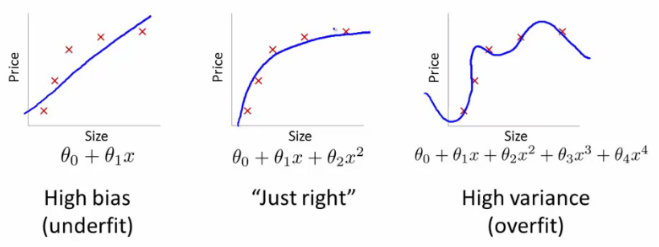 Price
Size
θ₀ + θ₁x
High bias
(underfit)
Price
Size
θ₀ + θ₁x + θ₂x²
“Just right”
Price
Size
θ₀ + θ₁x + θ₂x² + θ₃x³ + θ₄x⁴
High variance
(overfit)